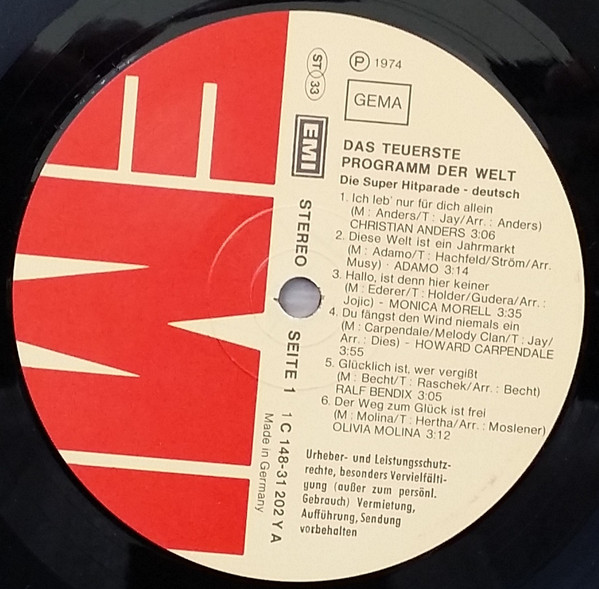 ST 33
Ⓟ 1974
GEMA
EMI
DAS TEUERSTE
PROGRAMM DER WELT
Die Super Hitparade - deutsch
1. Ich leb' nur für dich allein
(M : Anders/T : Jay/Arr : Anders)
CHRISTIAN ANDERS 3:06
2. Diese Welt ist ein Jahrmarkt
(M : Adamo/T : Hachfeld/Ström/Arr.
Musy) - ADAMO 3:14
3. Hallo, ist denn hier keiner
(M : Ederer/T : Holder/Gudera/Arr. :
Jojic) - MONICA MORELL 3:35
4. Du fängst den Wind niemals ein
(M : Carpendale/Melody Clan/T : Jay/
Arr : Dies) - HOWARD CARPENDALE
3:55
5. Glücklich ist, wer vergißt
(M : Becht/T : Raschek/Arr. : Becht)
RALF BENDIX 3:05
6. Der Weg zum Glück ist frei
(M : Molina/T : Hertha/Arr. : Moslener)
OLIVIA MOLINA 3:12
Urheber- und Leistungsschutz-
rechte, besonders Vervielfälti-
gung (außer zum persönl.
Gebrauch) Vermietung,
Aufführung, Sendung
vorbehalten
STEREO
SEITE 1
1 C 148-31 202 Y A
Made in Germany
EMI